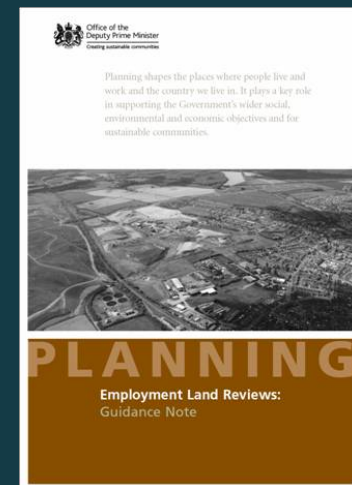 Office of the
Deputy Prime Minister
Creating sustainable communities
Planning shapes the places where people live and
work and the country we live in. It plays a key role
in supporting the Government's wider social,
environmental and economic objectives and for
sustainable communities.
PLANNING
Employment Land Reviews:
Guidance Note